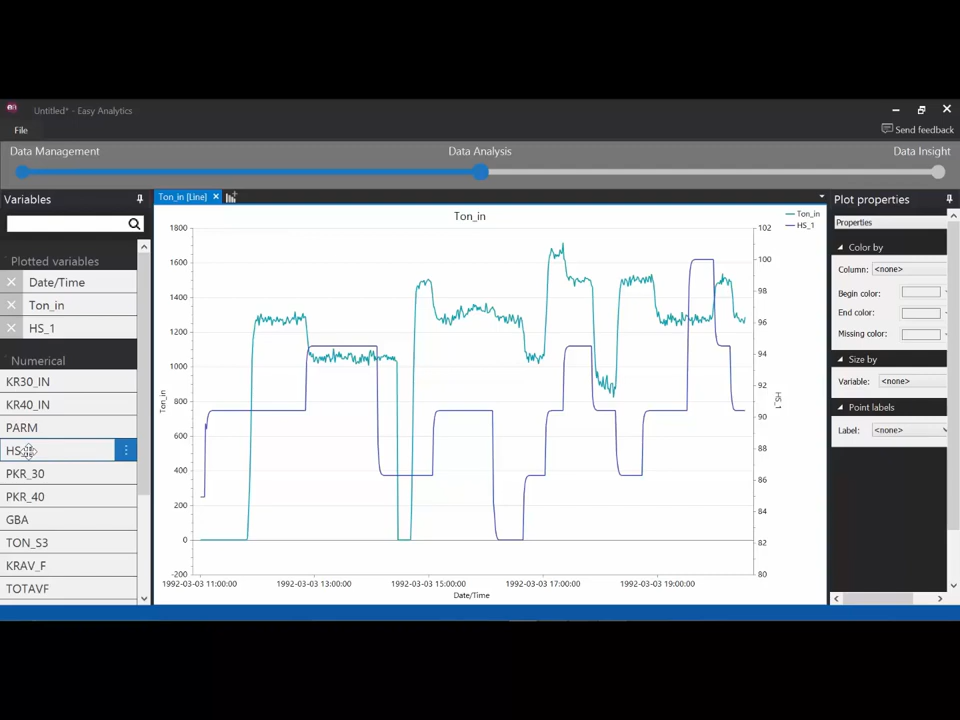 Untitled* - Easy Analytics
File
Send feedback
Data Management
Data Analysis
Data Insight
Variables
Ton_in [Line]
Plot properties
Plotted variables
Date/Time
Ton_in
HS_1
Numerical
KR30_IN
KR40_IN
PARM
PKR_30
PKR_40
GBA
TON_S3
KRAV_F
TOTAVF
Ton_in
Ton_in
HS_1
1800
1600
1400
1200
1000
800
600
400
200
0
-200
Ton_in
102
100
98
96
94
92
90
88
86
84
82
80
HS_1
1992-03-03 11:00:00
1992-03-03 13:00:00
1992-03-03 15:00:00
1992-03-03 17:00:00
1992-03-03 19:00:00
Date/Time
Properties
Color by
Column: <none>
Begin color:
End color:
Missing color:
Size by
Variable: <none>
Point labels
Label: <none>